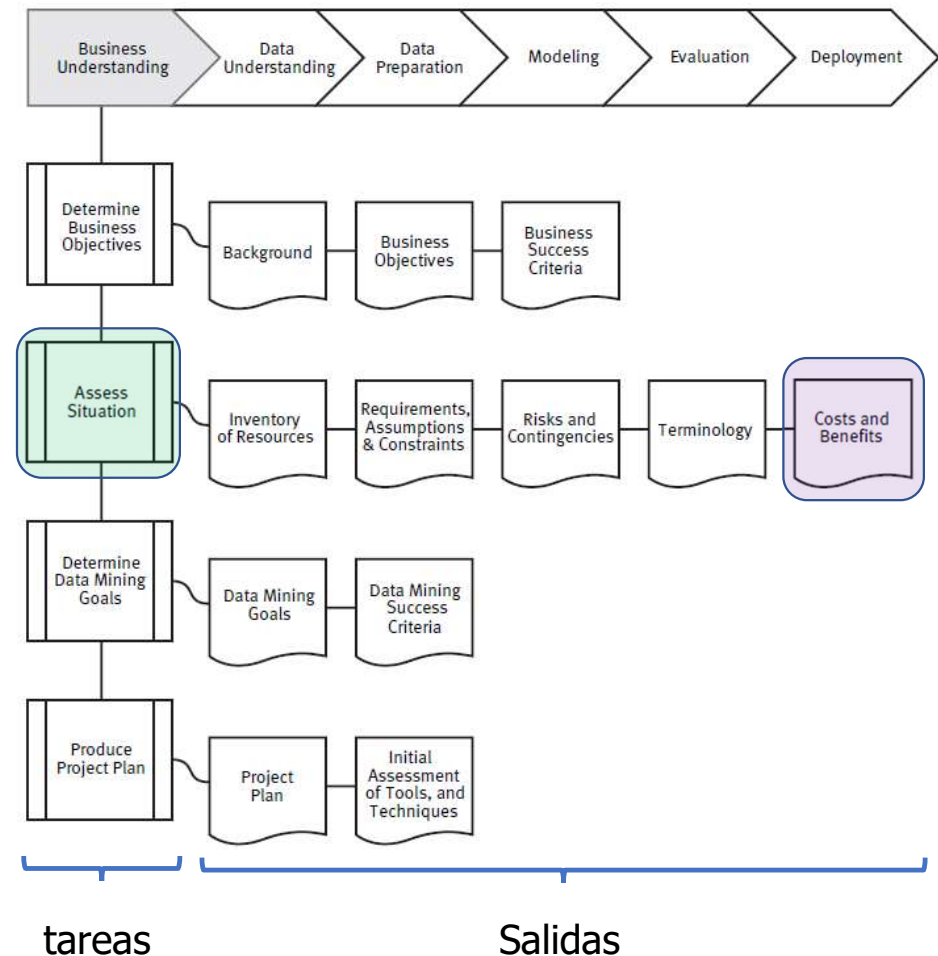 Business
Understanding
Data
Understanding
Data
Preparation
Modeling
Evaluation
Deployment
Determine
Business
Objectives
Background
Business
Objectives
Business
Success
Criteria
Assess
Situation
Inventory
of Resources
Requirements,
Assumptions
& Constraints
Risks and
Contingencies
Terminology
Costs and
Benefits
Determine
Data Mining
Goals
Data Mining
Goals
Data Mining
Success
Criteria
Produce
Project Plan
Project
Plan
Initial
Assessment
of Tools, and
Techniques
tareas
Salidas